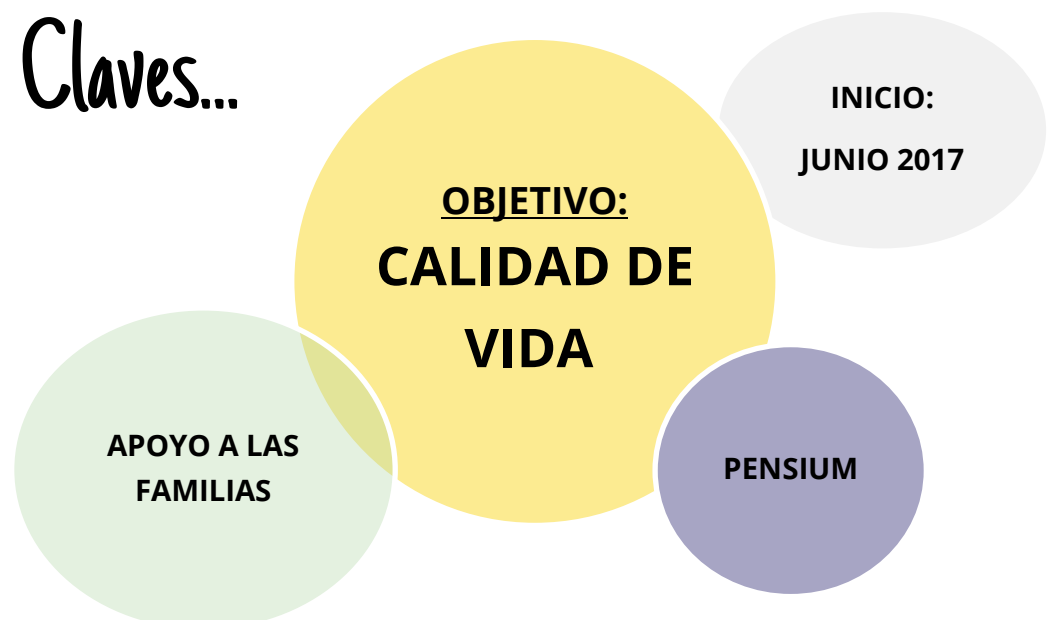 Claves...
INICIO:
JUNIO 2017
OBJETIVO:
CALIDAD DE
VIDA
APOYO A LAS
FAMILIAS
PENSIUM